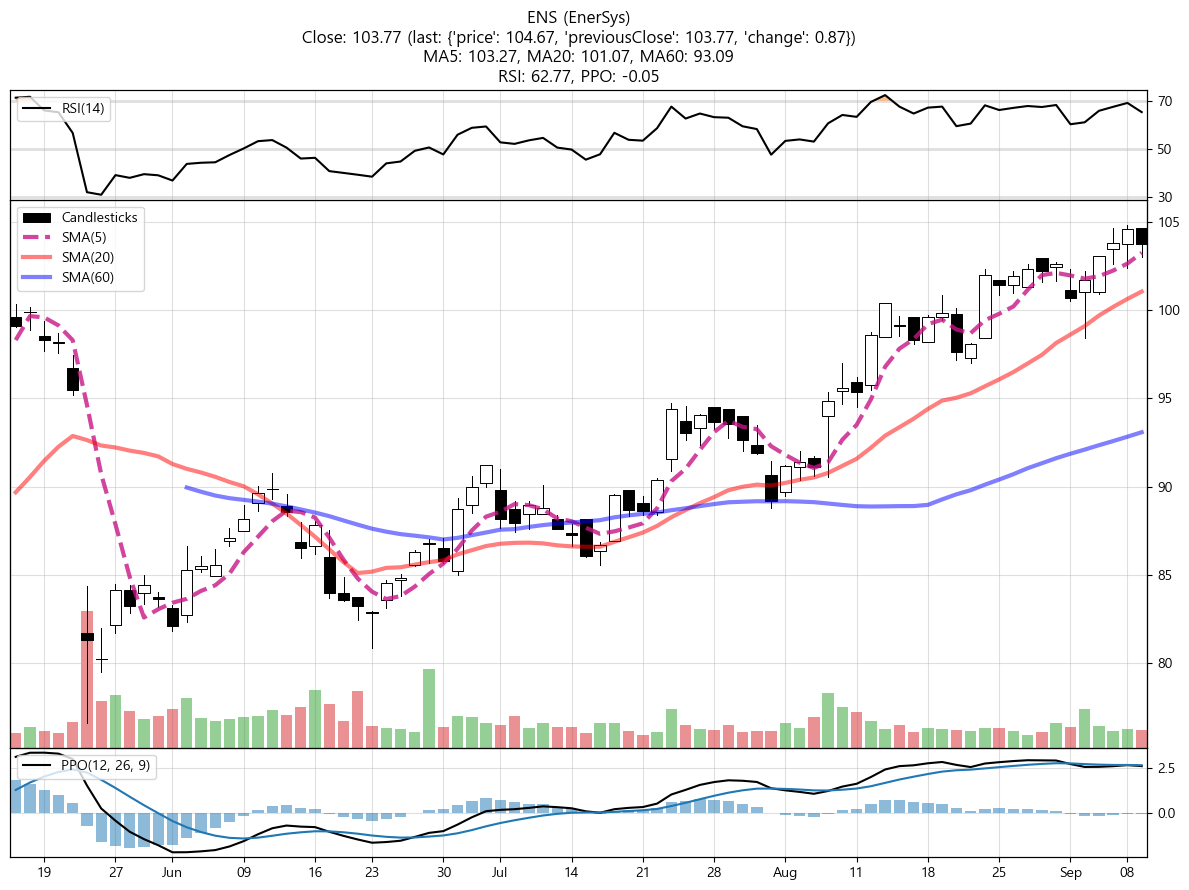 ENS (EnerSys)
Close: 103.77 (last: {'price': 104.67, 'previousClose': 103.77, 'change': 0.87})
MA5: 103.27, MA20: 101.07, MA60: 93.09
RSI: 62.77, PPO: -0.05
RSI(14)
70
50
30
Candlesticks
SMA(5)
SMA(20)
SMA(60)
105
100
95
90
85
80
PPO(12, 26, 9)
2.5
0.0
19 27 Jun 09 16 23 30 Jul 14 21 28 Aug 11 18 25 Sep 08